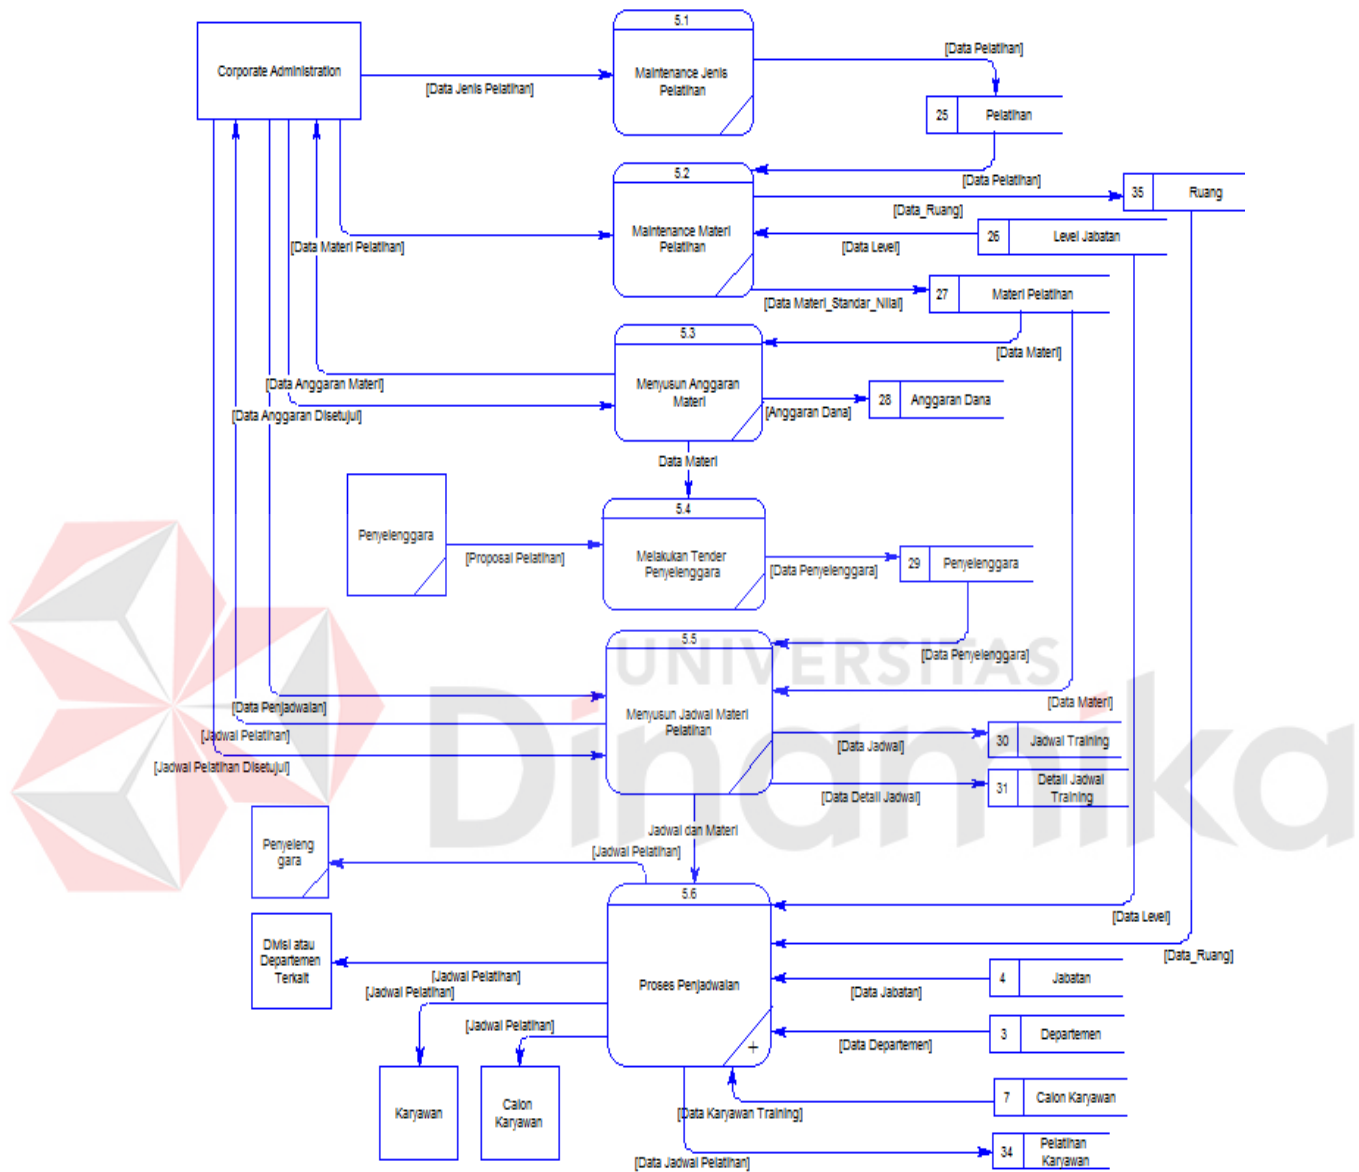 5.1
Corporate Administration
Maintenance Jenis
Pelatihan
[Data Jenis Pelatihan]
[Data Pelatihan]
25 Pelatihan
5.2
[Data Pelatihan]
35 Ruang
[Data_Ruang]
Maintenance Materi
Pelatihan
[Data Materi Pelatihan]
[Data Level]
26 Level Jabatan
[Data Materi_Standar_Nilai]
27 Materi Pelatihan
5.3
[Data Materi]
[Data Anggaran Materi]
Menyusun Anggaran
Materi
[Data Anggaran Disetujui]
[Anggaran Dana]
28 Anggaran Dana
Data Materi
5.4
Penyelenggara
[Proposal Pelatihan]
Melakukan Tender
Penyelenggara
[Data Penyelenggara]
29 Penyelenggara
5.5
[Data Penyelenggara]
UNIVERSITAS
Dinamika
[Data Penjadwalan]
[Data Materi]
Menyusun Jadwal Materi
Pelatihan
[Jadwal Pelatihan]
[Jadwal Pelatihan Disetujui]
[Data Jadwal]
30 Jadwal Training
[Data Detail Jadwal]
31 Detail Jadwal
Training
Jadwal dan Materi
Penyeleng
gara
[Jadwal Pelatihan]
5.6
[Data Level]
Divisi atau
Departemen
Terkait
[Jadwal Pelatihan]
Proses Penjadwalan
[Data_Ruang]
[Data Jabatan]
4 Jabatan
[Jadwal Pelatihan]
[Jadwal Pelatihan]
[Data Departemen]
3 Departemen
+
Karyawan
Calon
Karyawan
[Data Karyawan Training]
7 Calon Karyawan
[Data Jadwal Pelatihan]
34 Pelatihan
Karyawan